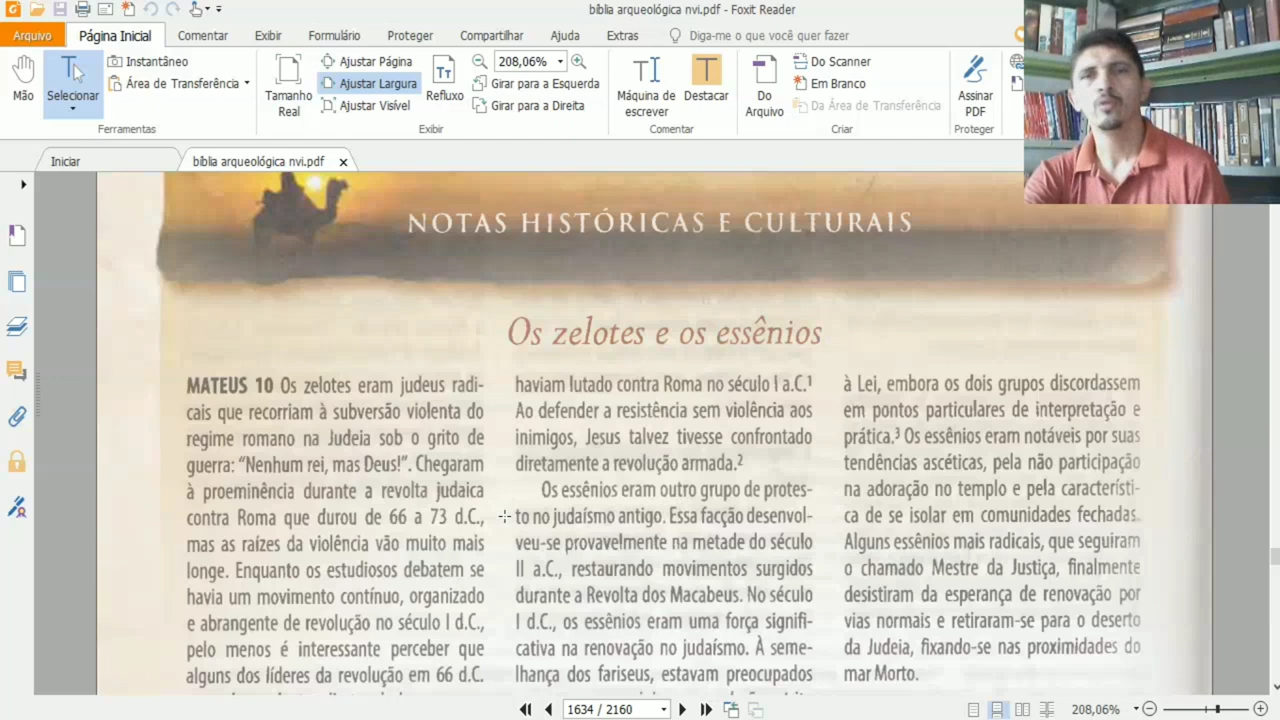 bíblia arqueológica nvi.pdf - Foxit Reader
Arquivo
Página Inicial
Comentar
Exibir
Formulário
Proteger
Compartilhar
Ajuda
Extras
Diga-me o que você quer fazer
Mão
Selecionar
Instantâneo
Área de Transferência
Ferramentas
Tamanho
Real
Ajustar Página
Ajustar Largura
Ajustar Visível
Refluxo
208,06%
Girar para a Esquerda
Girar para a Direita
Exibir
Máquina de
escrever
Destacar
Comentar
Do
Arquivo
Do Scanner
Em Branco
Da Área de Transferência
Criar
Assinar
PDF
Proteger
Iniciar
bíblia arqueológica nvi.pdf
NOTAS HISTÓRICAS E CULTURAIS
Os zelotes e os essênios
MATEUS 10 Os zelotes eram judeus radi-
cais que recorriam à subversão violenta do
regime romano na Judeia sob o grito de
guerra: “Nenhum rei, mas Deus!”. Chegaram
à proeminência durante a revolta judaica
contra Roma que durou de 66 a 73 d.C.,
mas as raízes da violência vão muito mais
longe. Enquanto os estudiosos debatem se
havia um movimento contínuo, organizado
e abrangente de revolução no século I d.C.,
pelo menos é interessante perceber que
alguns dos líderes da revolução em 66 d.C.
haviam lutado contra Roma no século I a.C.¹
Ao defender a resistência sem violência aos
inimigos, Jesus talvez tivesse confrontado
diretamente a revolução armada.²
Os essênios eram outro grupo de protes-
to no judaísmo antigo. Essa facção desenvol-
veu-se provavelmente na metade do século
II a.C., restaurando movimentos surgidos
durante a Revolta dos Macabeus. No século
I d.C., os essênios eram uma força signifi-
cativa na renovação no judaísmo. À seme-
lhança dos fariseus, estavam preocupados
à Lei, embora os dois grupos discordassem
em pontos particulares de interpretação e
prática.³ Os essênios eram notáveis por suas
tendências ascéticas, pela não participação
na adoração no templo e pela característi-
ca de se isolar em comunidades fechadas.
Alguns essênios mais radicais, que seguiram
o chamado Mestre da Justiça, finalmente
desistiram da esperança de renovação por
vias normais e retiraram-se para o deserto
da Judeia, fixando-se nas proximidades do
mar Morto.
1634 / 2160
208,06%